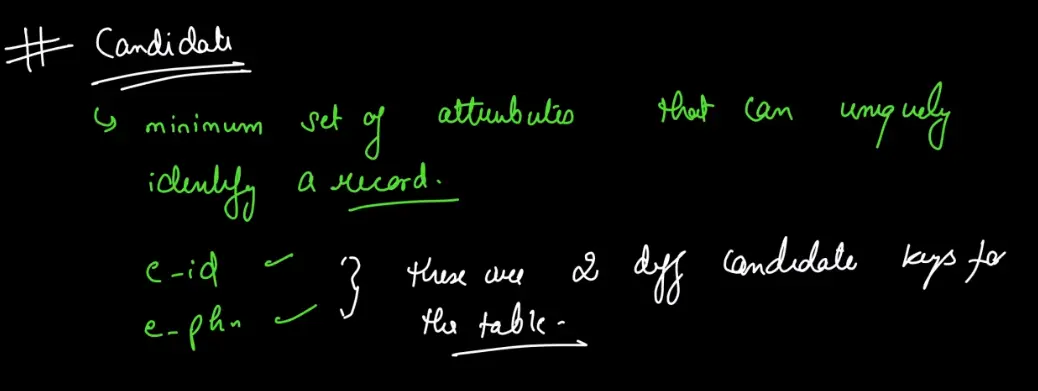 # Candidate
↳ minimum set of attributes that can uniquely
identify a record.
e-id ✓ } these are 2 diff candidate keys for
e-phn ✓ the table.